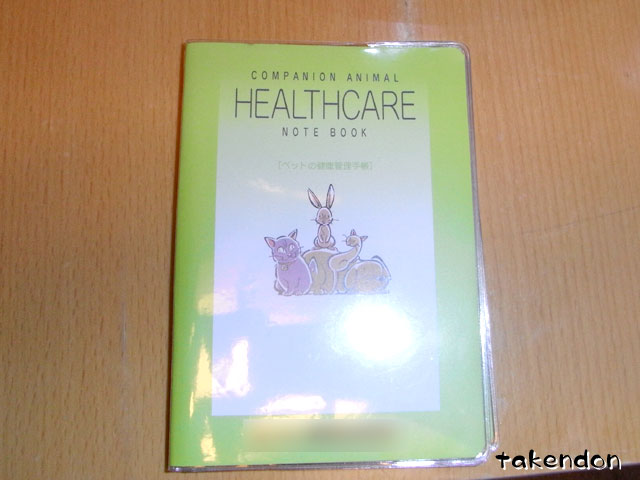 COMPANION ANIMAL
HEALTHCARE
NOTE BOOK
［ペットの健康管理手帳］
takendon